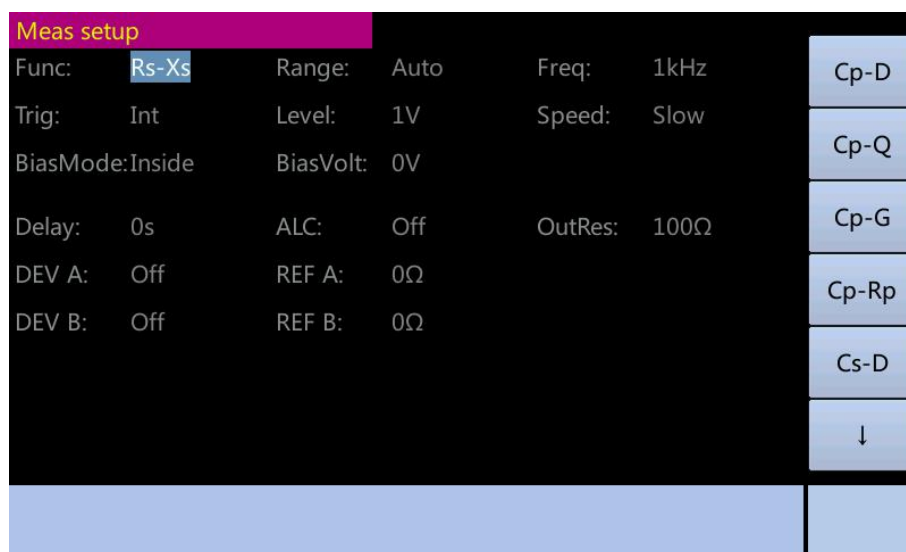 Meas setup
Func: Rs-Xs Range: Auto Freq: 1kHz
Trig: Int Level: 1V Speed: Slow
BiasMode:Inside BiasVolt: 0V
Delay: 0s ALC: Off OutRes: 100Ω
DEV A: Off REF A: 0Ω
DEV B: Off REF B: 0Ω
Cp-D
Cp-Q
Cp-G
Cp-Rp
Cs-D
↓